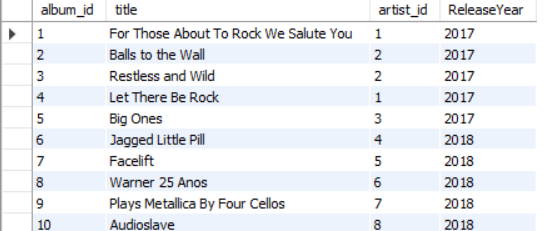 album_id title artist_id ReleaseYear
1 For Those About To Rock We Salute You 1 2017
2 Balls to the Wall 2 2017
3 Restless and Wild 2 2017
4 Let There Be Rock 1 2017
5 Big Ones 3 2017
6 Jagged Little Pill 4 2018
7 Facelift 5 2018
8 Warner 25 Anos 6 2018
9 Plays Metallica By Four Cellos 7 2018
10 Audioslave 8 2018